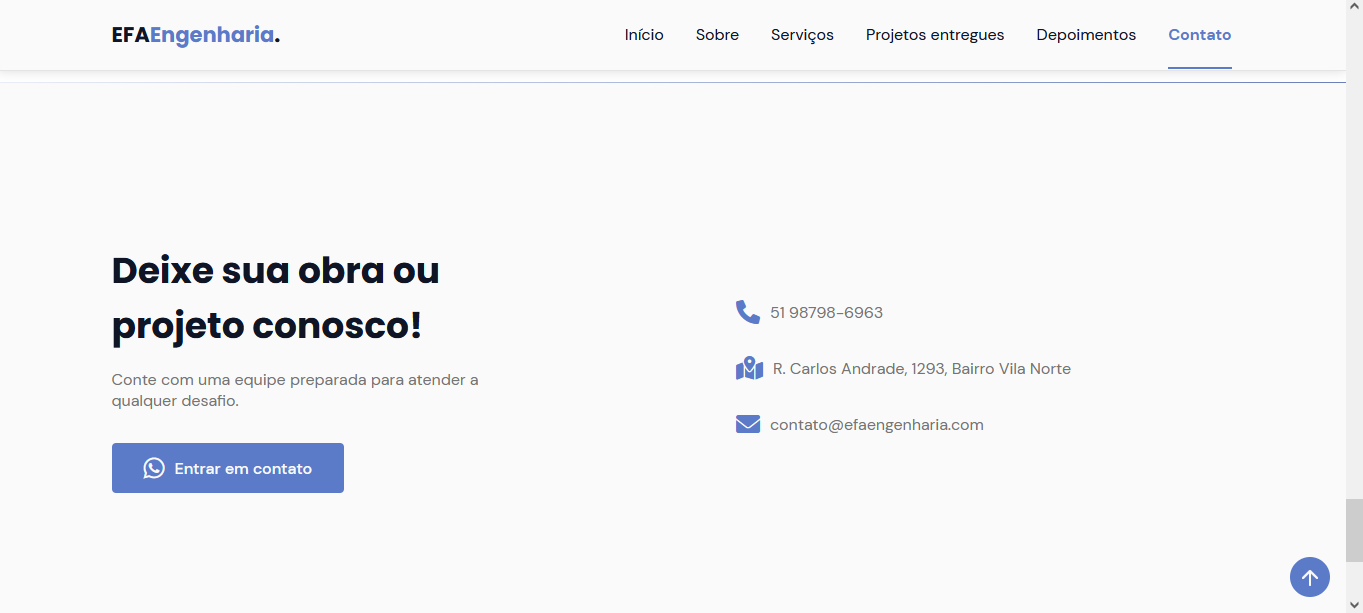 EFAEngenharia.
Início
Sobre
Serviços
Projetos entregues
Depoimentos
Contato
Deixe sua obra ou
projeto conosco!
Conte com uma equipe preparada para atender a
qualquer desafio.
Entrar em contato
51 98798-6963
R. Carlos Andrade, 1293, Bairro Vila Norte
contato@efaengenharia.com